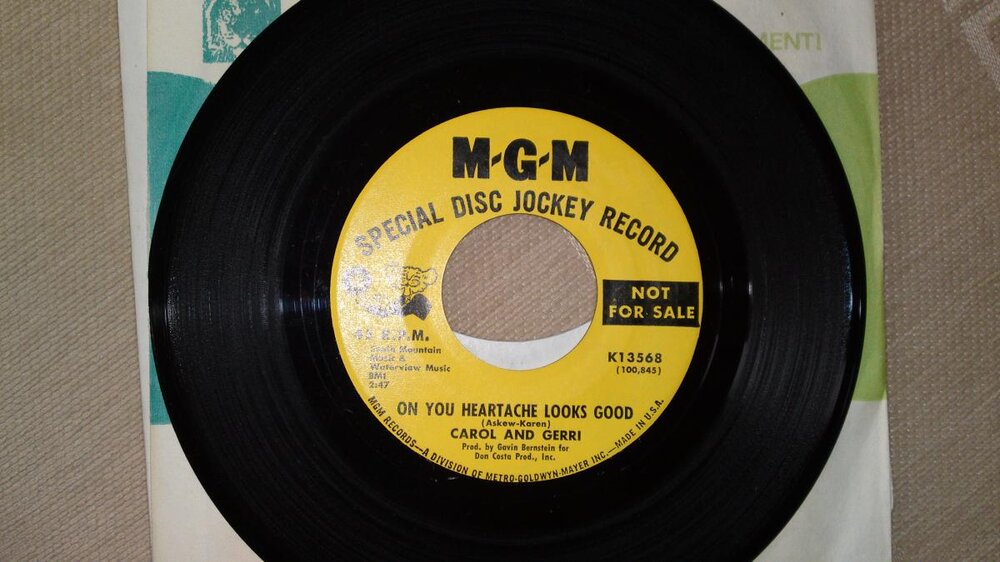 MENT!
M-G-M
SPECIAL DISC JOCKEY RECORD
NOT
FOR SALE
R.P.M.
Mountain
Music &
Waterview Music
BMI
2:47
K13568
(100,845)
ON YOU HEARTACHE LOOKS GOOD
(Askew-Karen)
CAROL AND GERRI
Prod. by Gavin Bernstein for
Don Costa Prod., Inc.
MGM RECORDS—A DIVISION OF METRO-GOLDWYN-MAYER INC.—MADE IN U.S.A.